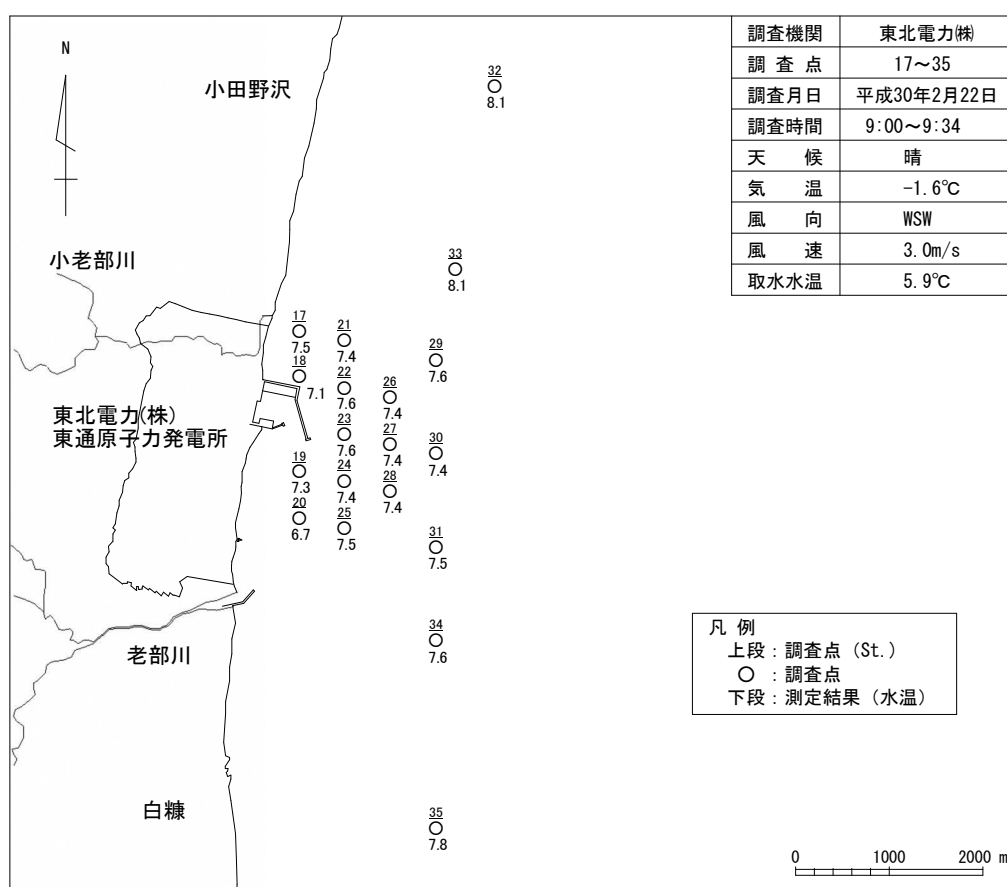 調査機関 東北電力㈱
調 査 点 17～35
調査月日 平成30年2月22日
調査時間 9:00～9:34
天 候 晴
気 温 -1.6℃
風 向 WSW
風 速 3.0m/s
取水水温 5.9℃
N
小田野沢
32
8.1
小老部川
33
8.1
17
7.5
21
7.4
29
7.6
18
7.1
22
7.6
26
7.4
東北電力(株)
東通原子力発電所
23
7.6
27
7.4
30
7.4
19
7.3
24
7.4
28
7.4
20
6.7
25
7.5
31
7.5
34
7.6
老部川
凡 例
上段：調査点（St.）
○ ：調査点
下段：測定結果（水温）
白糠
35
7.8
0 1000 2000 m